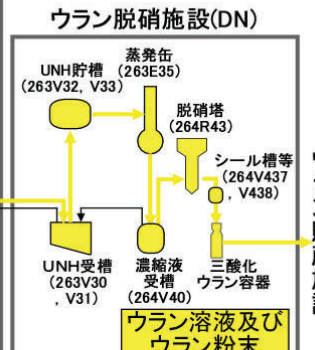 ウラン脱硝施設(DN)
蒸発缶
(263E35)
UNH貯槽
(263V32, V33)
脱硝塔
(264R43)
シール槽等
(264V437
, V438)
UNH受槽
(263V30
, V31)
濃縮液
受槽
(264V40)
三酸化
ウラン容器
ウラン溶液及び
ウラン粉末